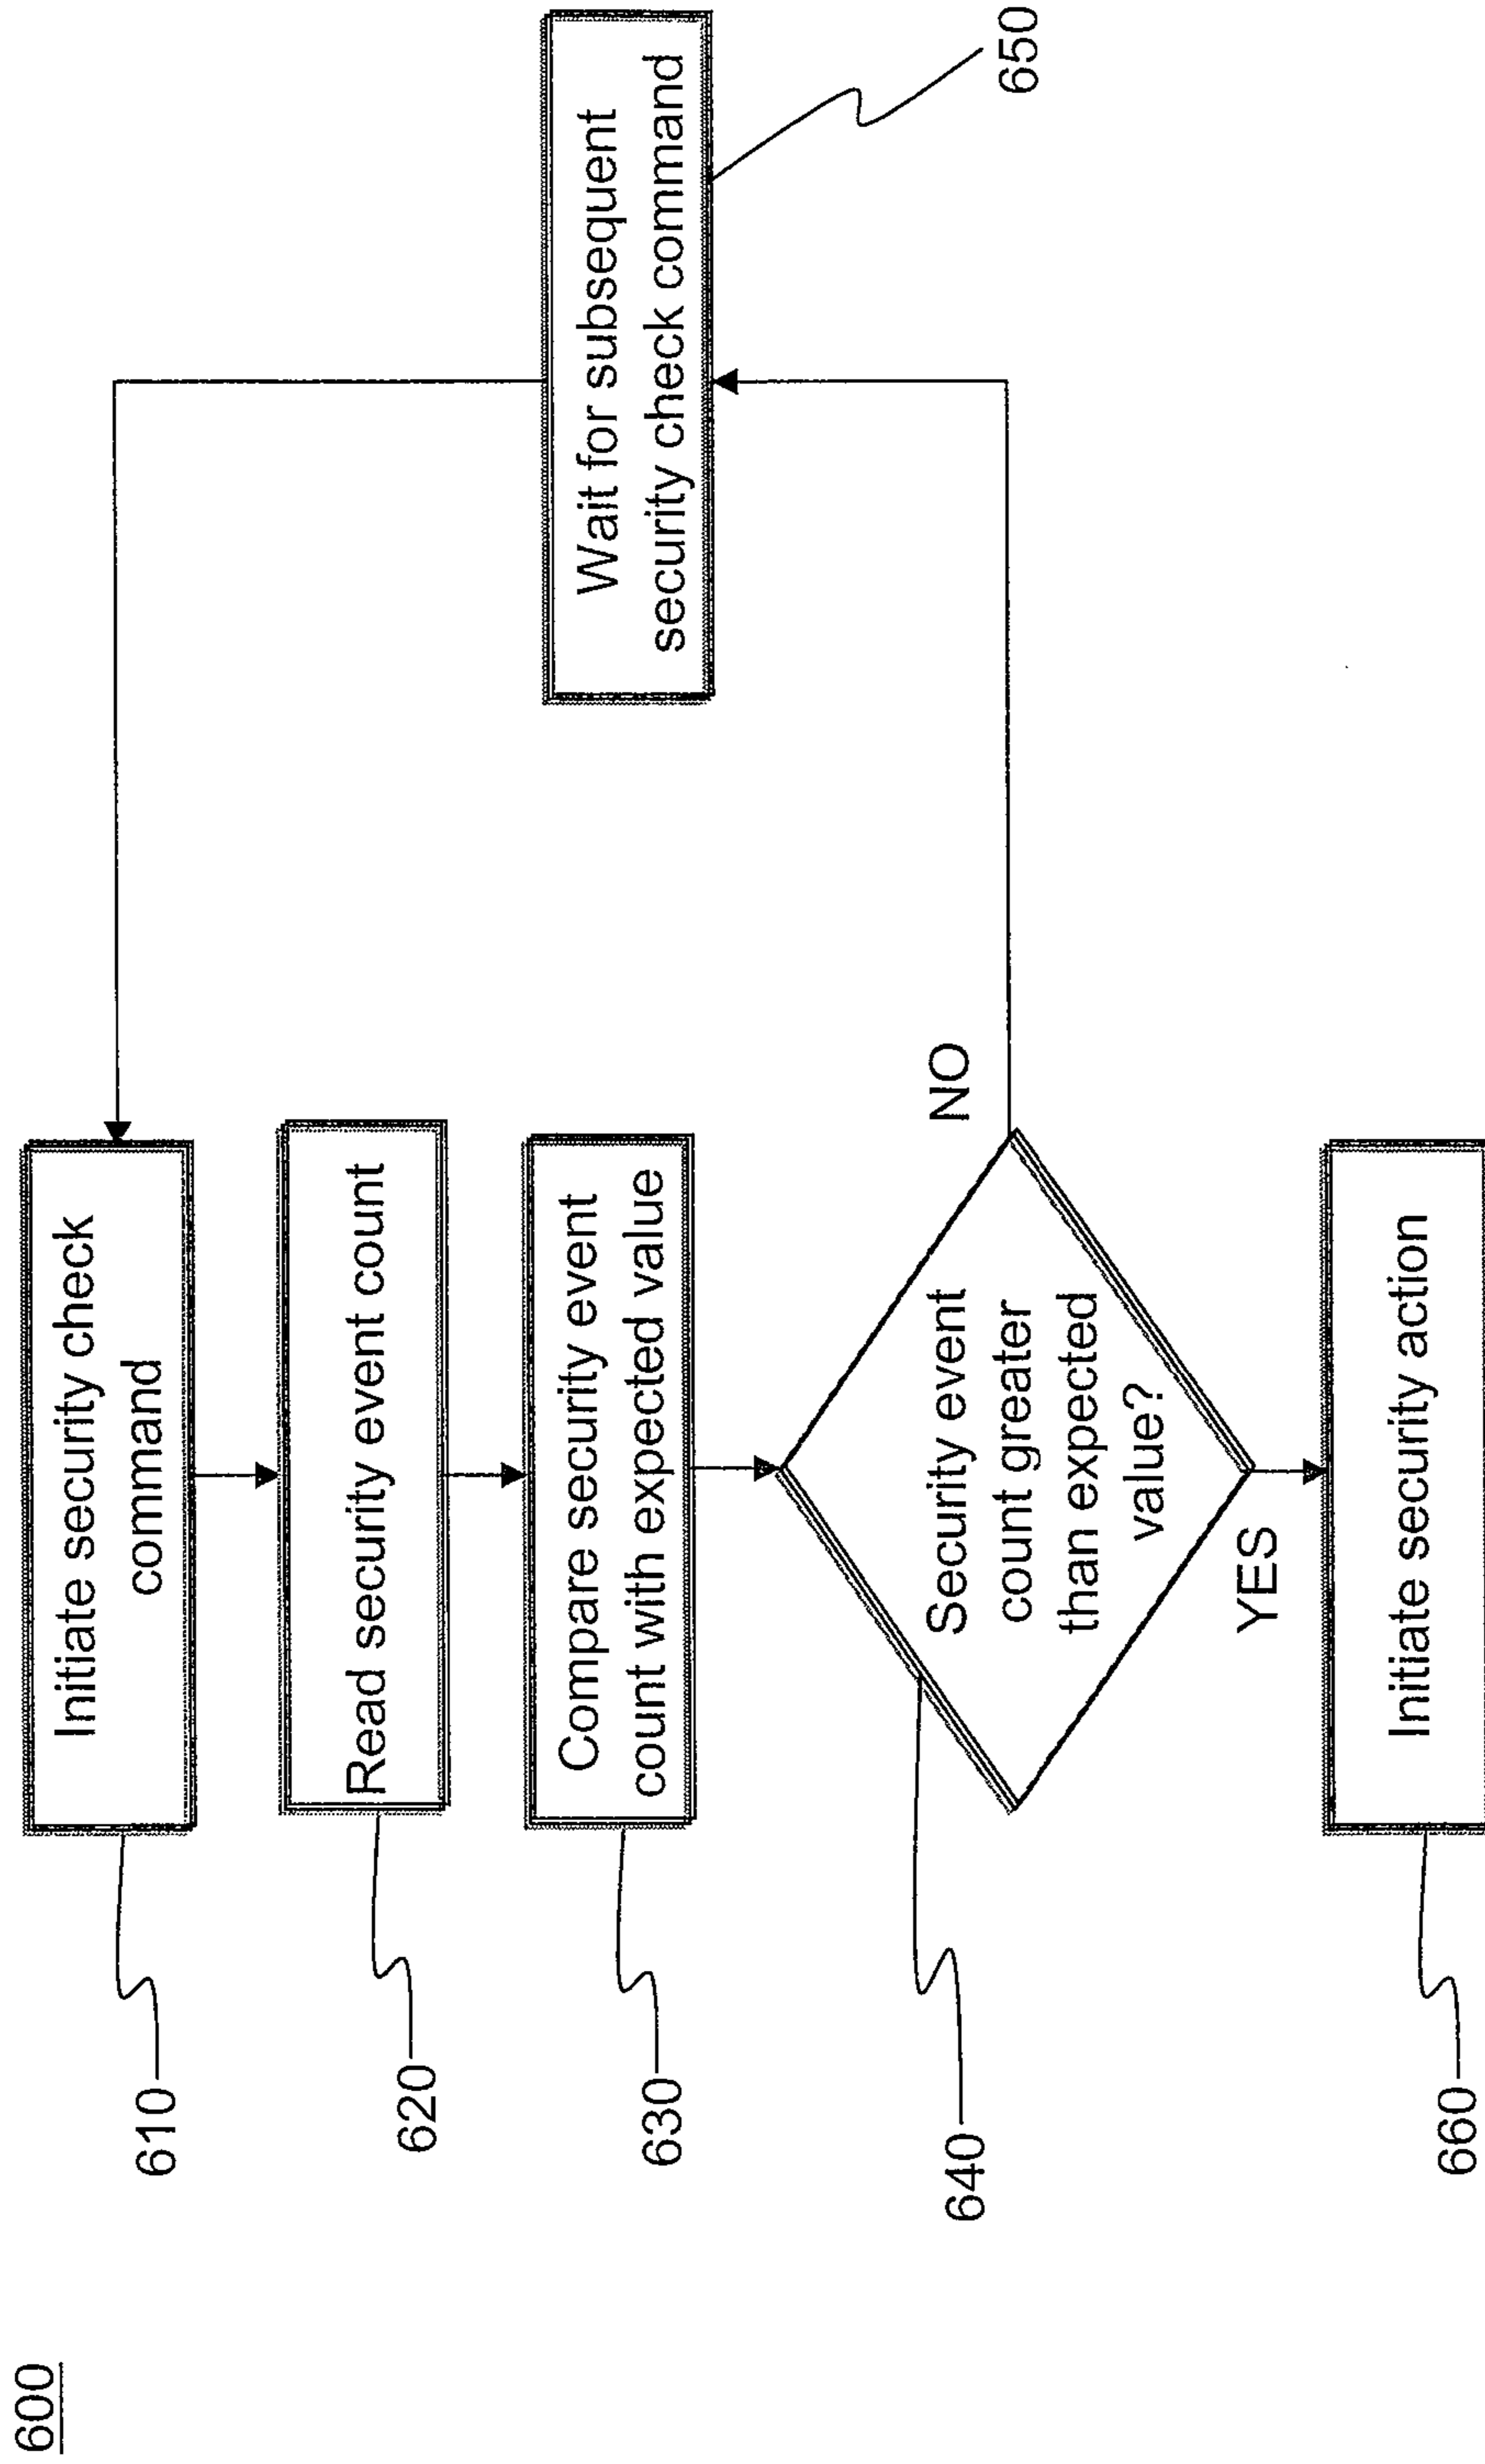 600
610
Initiate security check
command
620
Read security event count
630
Compare security event
count with expected value
640
Security event
count greater
than expected
value?
NO
YES
650
Wait for subsequent
security check command
660
Initiate security action